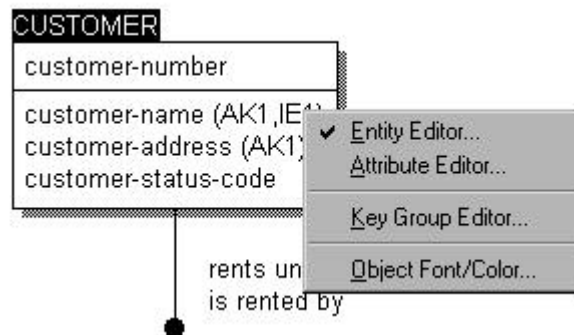 CUSTOMER
customer-number
customer-name (AK1,IE1)
customer-address (AK1)
customer-status-code
Entity Editor...
Attribute Editor...
Key Group Editor...
Object Font/Color...
rents un
is rented by